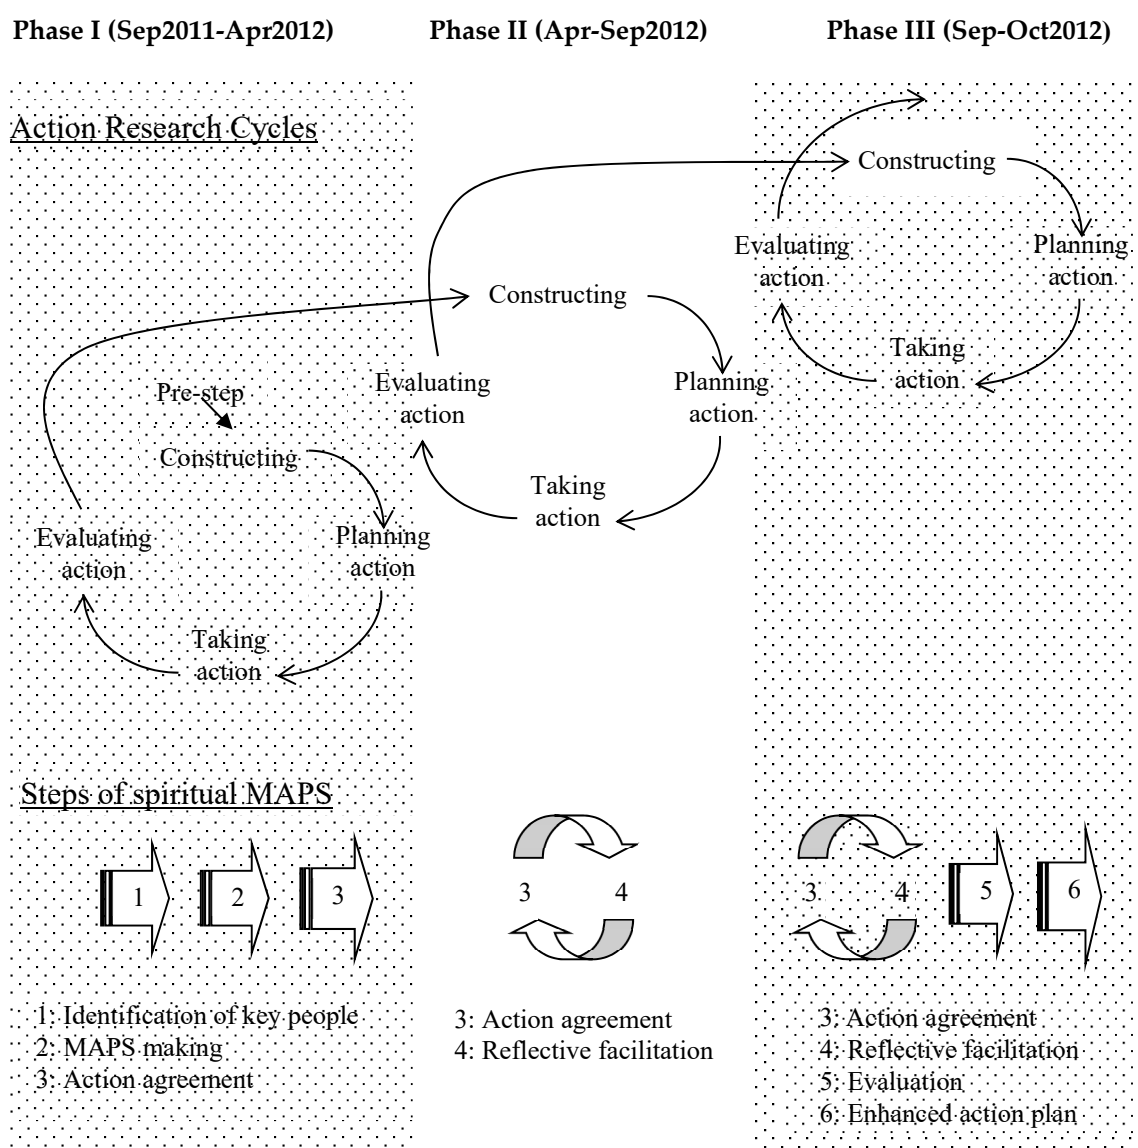 Phase I (Sep2011-Apr2012)
Phase II (Apr-Sep2012)
Phase III (Sep-Oct2012)
Action Research Cycles
Pre-step
Constructing
Planning
action
Taking
action
Evaluating
action
Constructing
Planning
action
Taking
action
Evaluating
action
Constructing
Planning
action
Taking
action
Evaluating
action
Steps of spiritual MAPS
1
2
3
3
4
3
4
5
6
1: Identification of key people
2: MAPS making
3: Action agreement
3: Action agreement
4: Reflective facilitation
3: Action agreement
4: Reflective facilitation
5: Evaluation
6: Enhanced action plan